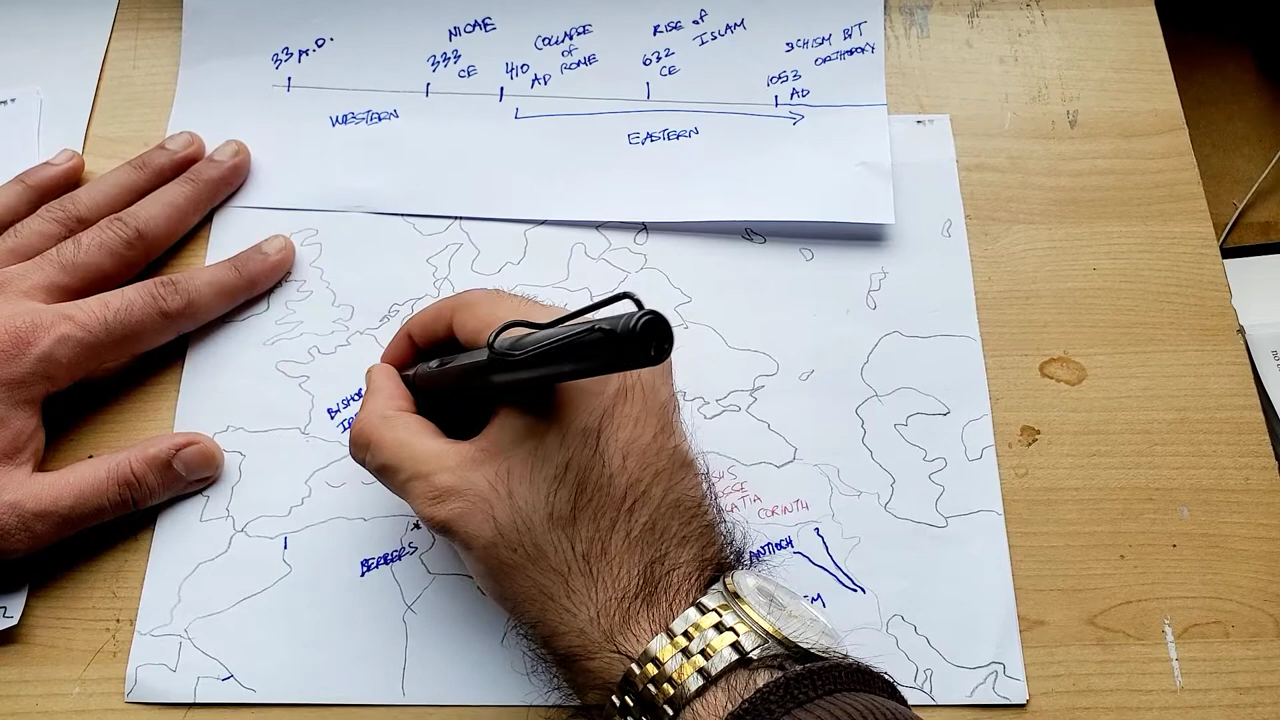 33 A.D.
NICAE
333
CE
COLLAPSE
of
ROME
410
AD
RISE of
ISLAM
632
CE
SCHISM B/T
ORTHODOXY
1053
AD
WESTERN
EASTERN
BISHOP
BERBERS
CORINTH
ANTIOCH